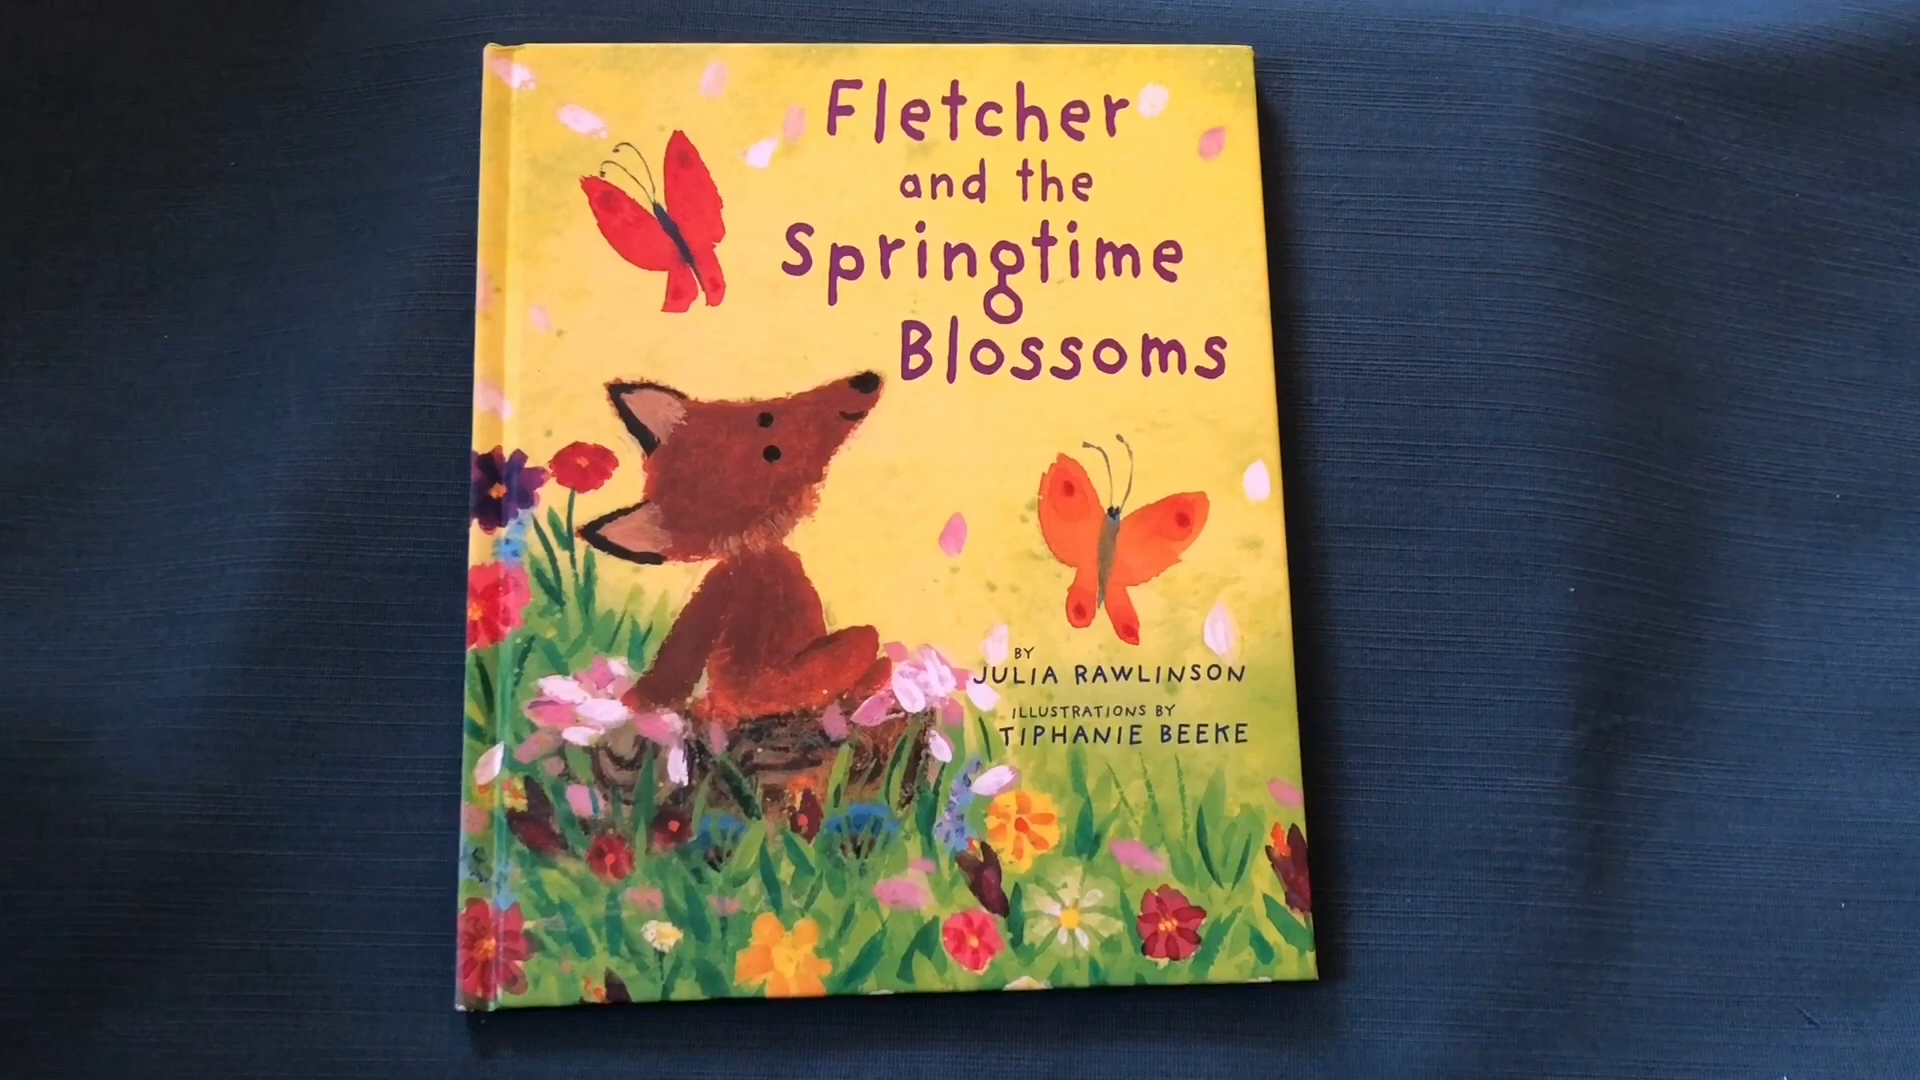 Fletcher
and the
Springtime
Blossoms
BY
JULIA RAWLINSON
ILLUSTRATIONS BY
TIPHANIE BEEKE